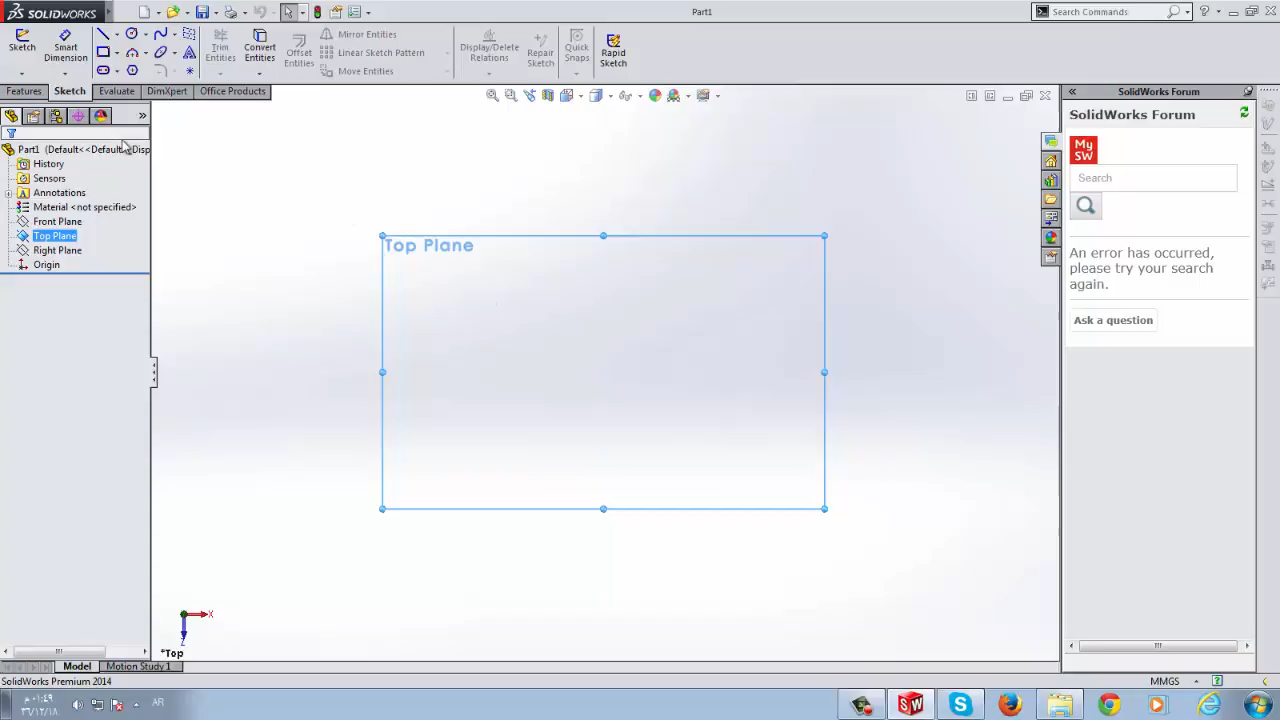 SOLIDWORKS
Part1
Search Commands
Sketch
Smart Dimension
Trim Entities
Convert Entities
Offset Entities
Mirror Entities
Linear Sketch Pattern
Move Entities
Display/Delete Relations
Repair Sketch
Quick Snaps
Rapid Sketch
Features
Sketch
Evaluate
DimXpert
Office Products
Part1 (Default<<Default>_Disp
History
Sensors
Annotations
Material <not specified>
Front Plane
Top Plane
Right Plane
Origin
Top Plane
X
Z
*Top
SolidWorks Forum
SolidWorks Forum
My SW
Search
An error has occurred,
please try your search
again.
Ask a question
Model
Motion Study 1
SolidWorks Premium 2014
MMGS
AR